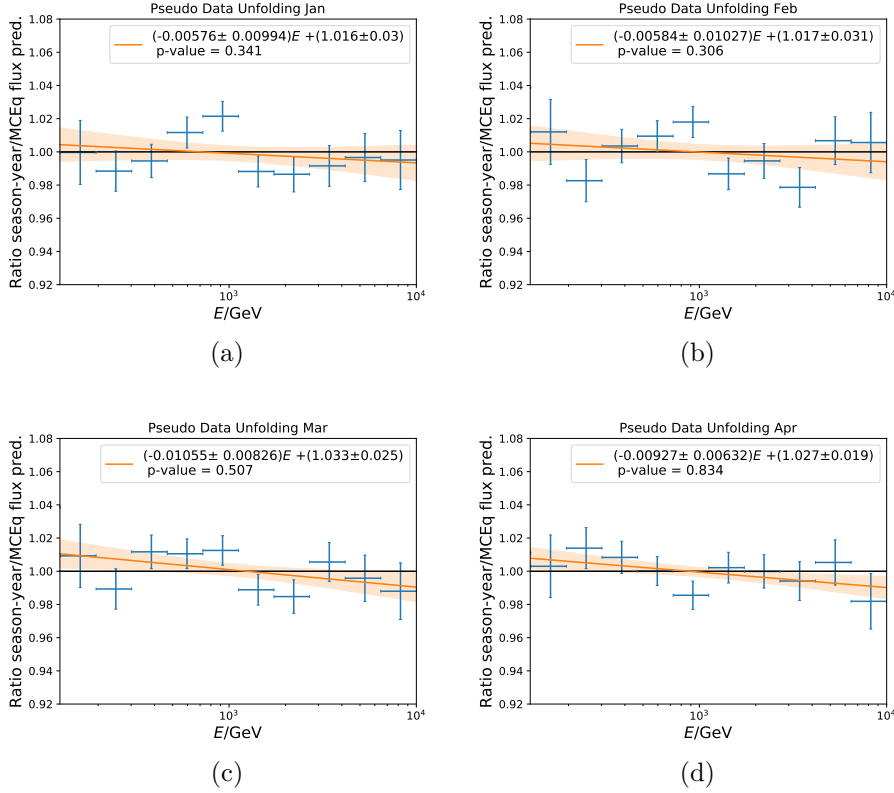 Pseudo Data Unfolding Jan
Ratio season-year/MCEq flux pred.
1.08
1.06
1.04
1.02
1.00
0.98
0.96
0.94
0.92
(-0.00576± 0.00994)E +(1.016±0.03)
p-value = 0.341
10³
10⁴
E/GeV
(a)
Pseudo Data Unfolding Feb
Ratio season-year/MCEq flux pred.
1.08
1.06
1.04
1.02
1.00
0.98
0.96
0.94
0.92
(-0.00584± 0.01027)E +(1.017±0.031)
p-value = 0.306
10³
10⁴
E/GeV
(b)
Pseudo Data Unfolding Mar
Ratio season-year/MCEq flux pred.
1.08
1.06
1.04
1.02
1.00
0.98
0.96
0.94
0.92
(-0.01055± 0.00826)E +(1.033±0.025)
p-value = 0.507
10³
10⁴
E/GeV
(c)
Pseudo Data Unfolding Apr
Ratio season-year/MCEq flux pred.
1.08
1.06
1.04
1.02
1.00
0.98
0.96
0.94
0.92
(-0.00927± 0.00632)E +(1.027±0.019)
p-value = 0.834
10³
10⁴
E/GeV
(d)